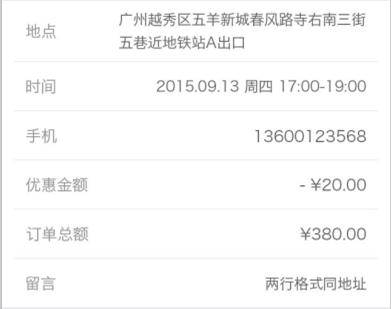 地点
广州越秀区五羊新城春风路寺右南三街
五巷近地铁站A出口
时间 2015.09.13 周四 17:00-19:00
手机 13600123568
优惠金额 - ¥20.00
订单总额 ¥380.00
留言 两行格式同地址